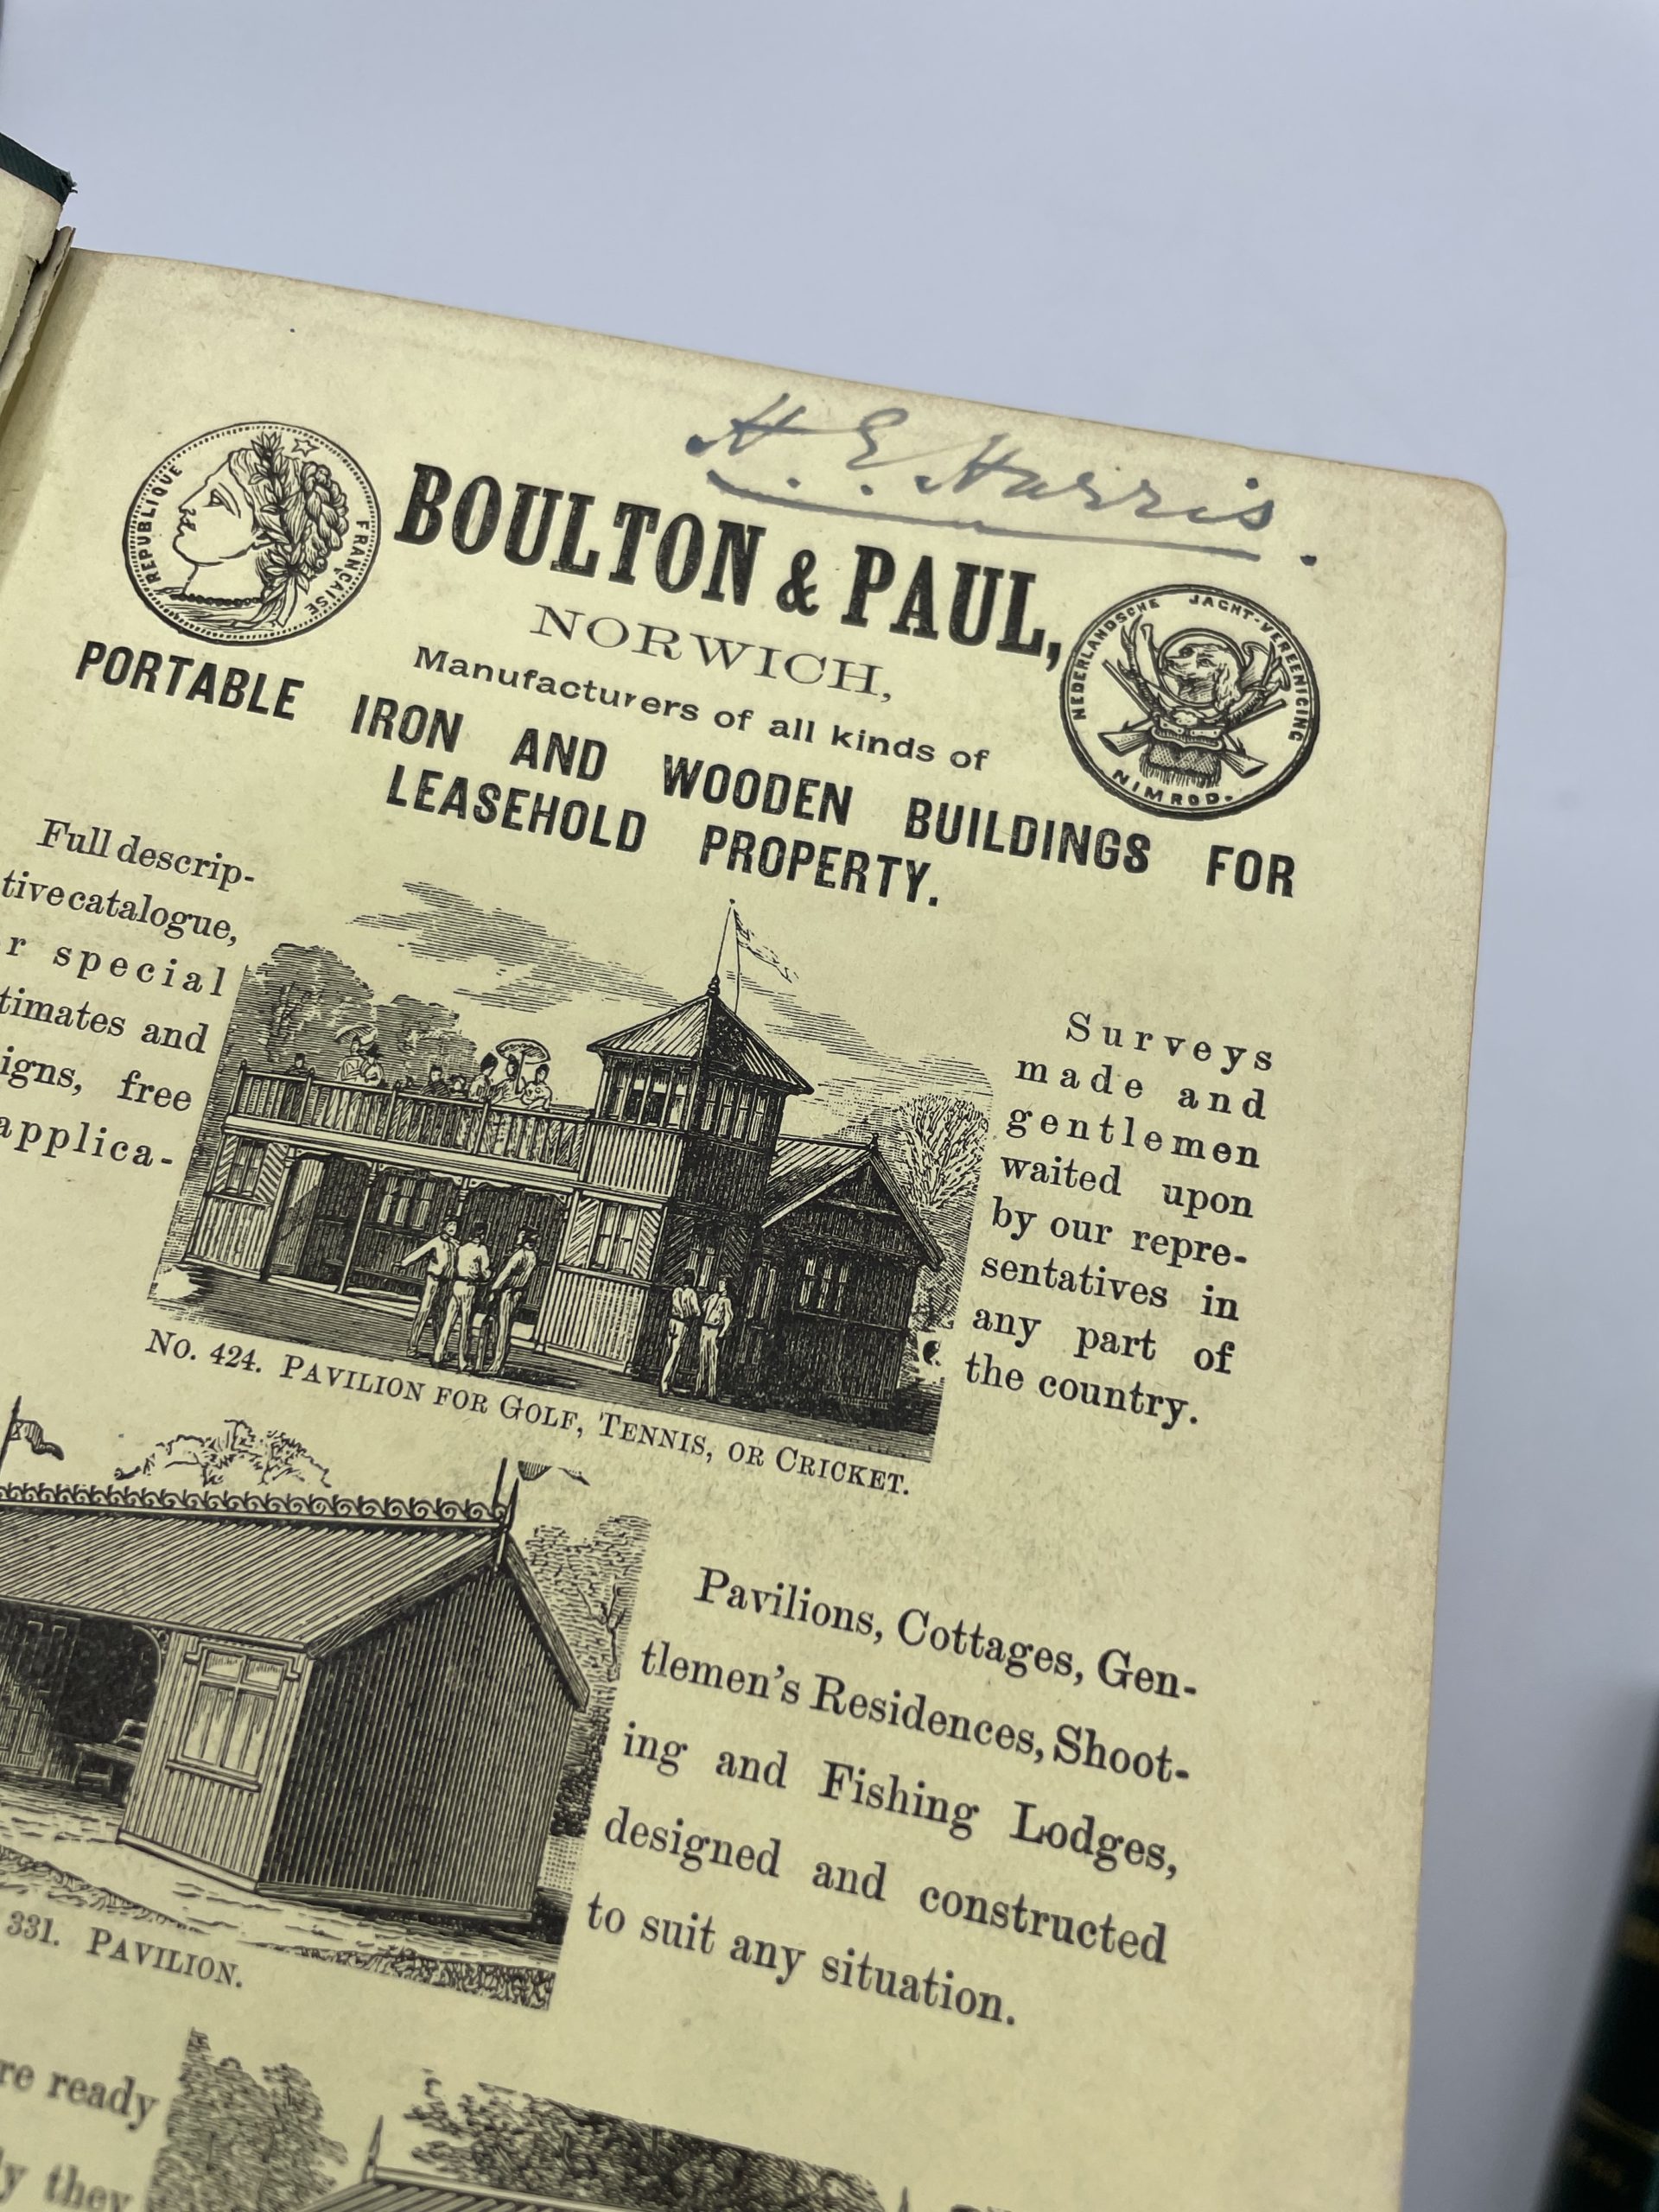 H. E. Harris.
REPUBLIQUE FRANÇAISE
BOULTON & PAUL,
NORWICH,
NEDERLANDSCHE JACHT-VEREENIGING
NIMROD.
Manufacturers of all kinds of
PORTABLE IRON AND WOODEN BUILDINGS FOR
LEASEHOLD PROPERTY.
Full descrip-
tive catalogue,
r special
timates and
igns, free
applica-
Surveys
made and
gentlemen
waited upon
by our repre-
sentatives in
any part of
the country.
No. 424. PAVILION FOR GOLF, TENNIS, OR CRICKET.
331. PAVILION.
Pavilions, Cottages, Gen-
tlemen's Residences, Shoot-
ing and Fishing Lodges,
designed and constructed
to suit any situation.
re ready
ly they